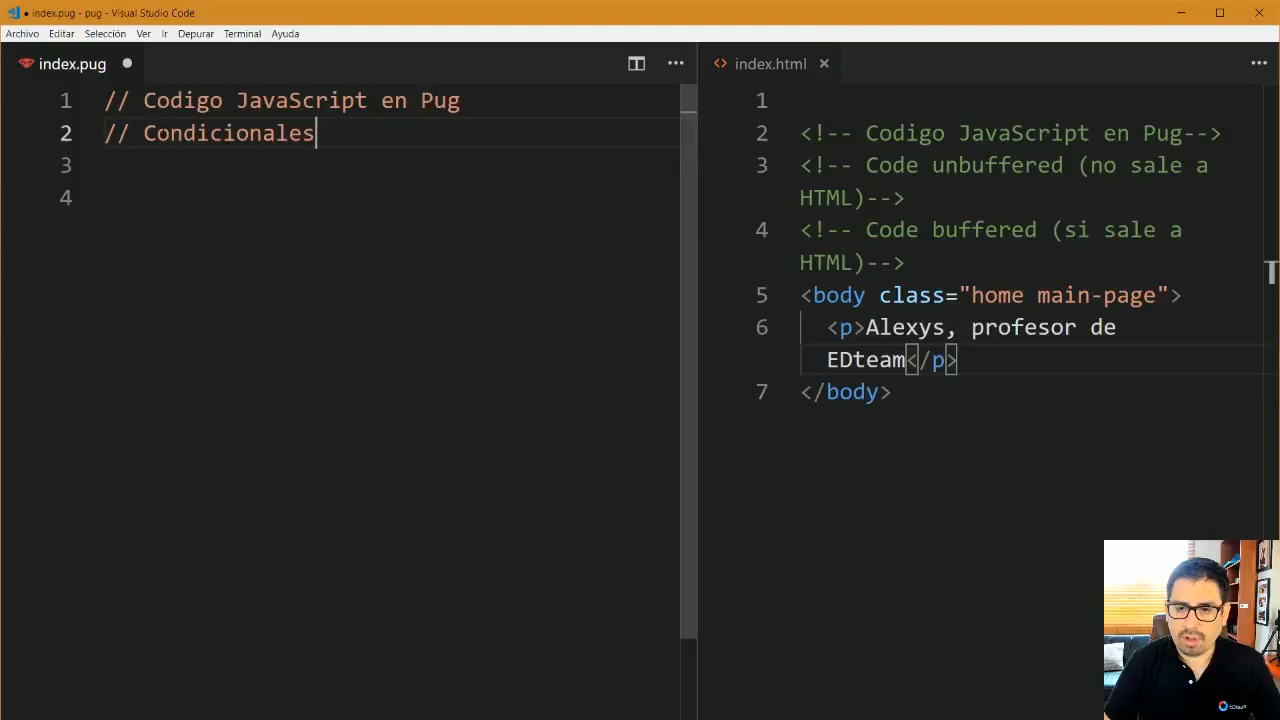 index.pug - pug - Visual Studio Code
Archivo Editar Selección Ver Ir Depurar Terminal Ayuda
index.pug
1 // Codigo JavaScript en Pug
2 // Condicionales
3
4
index.html
1
2 <!-- Codigo JavaScript en Pug-->
3 <!-- Code unbuffered (no sale a
HTML)-->
4 <!-- Code buffered (si sale a
HTML)-->
5 <body class="home main-page">
6 <p>Alexys, profesor de
EDteam</p>
7 </body>
EDteam